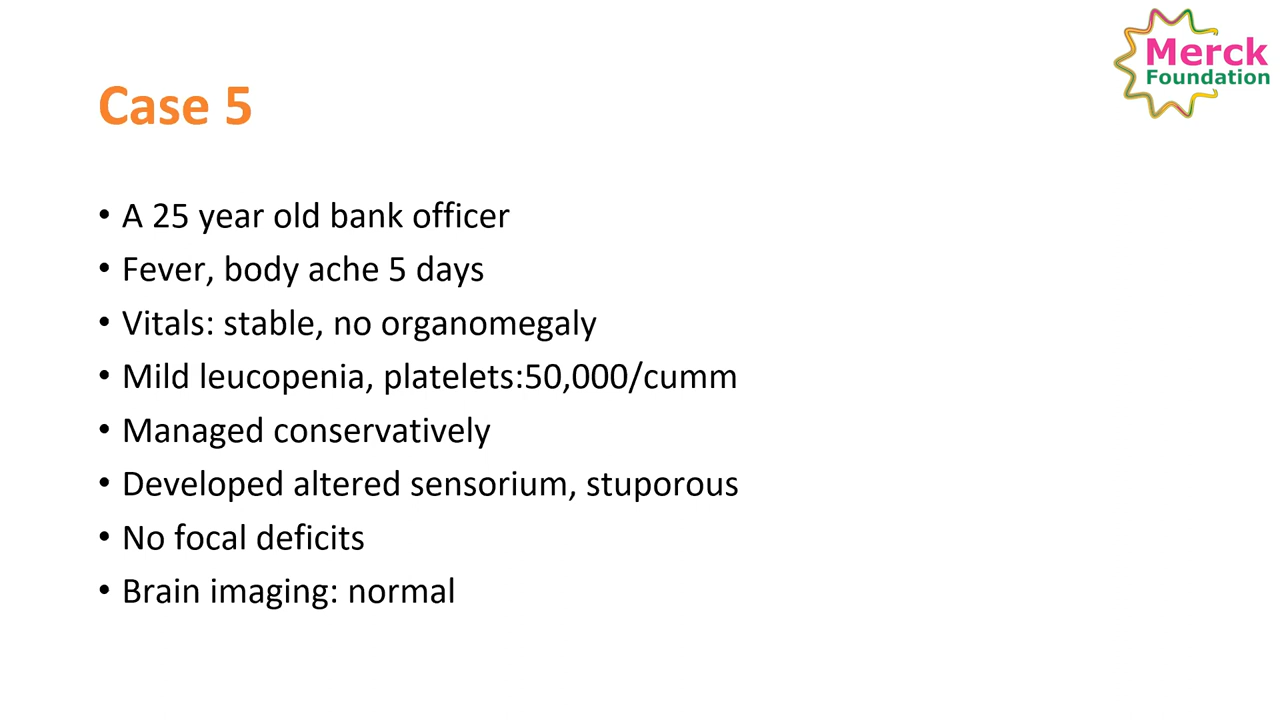 Merck
Foundation
Case 5
• A 25 year old bank officer
• Fever, body ache 5 days
• Vitals: stable, no organomegaly
• Mild leucopenia, platelets:50,000/cumm
• Managed conservatively
• Developed altered sensorium, stuporous
• No focal deficits
• Brain imaging: normal